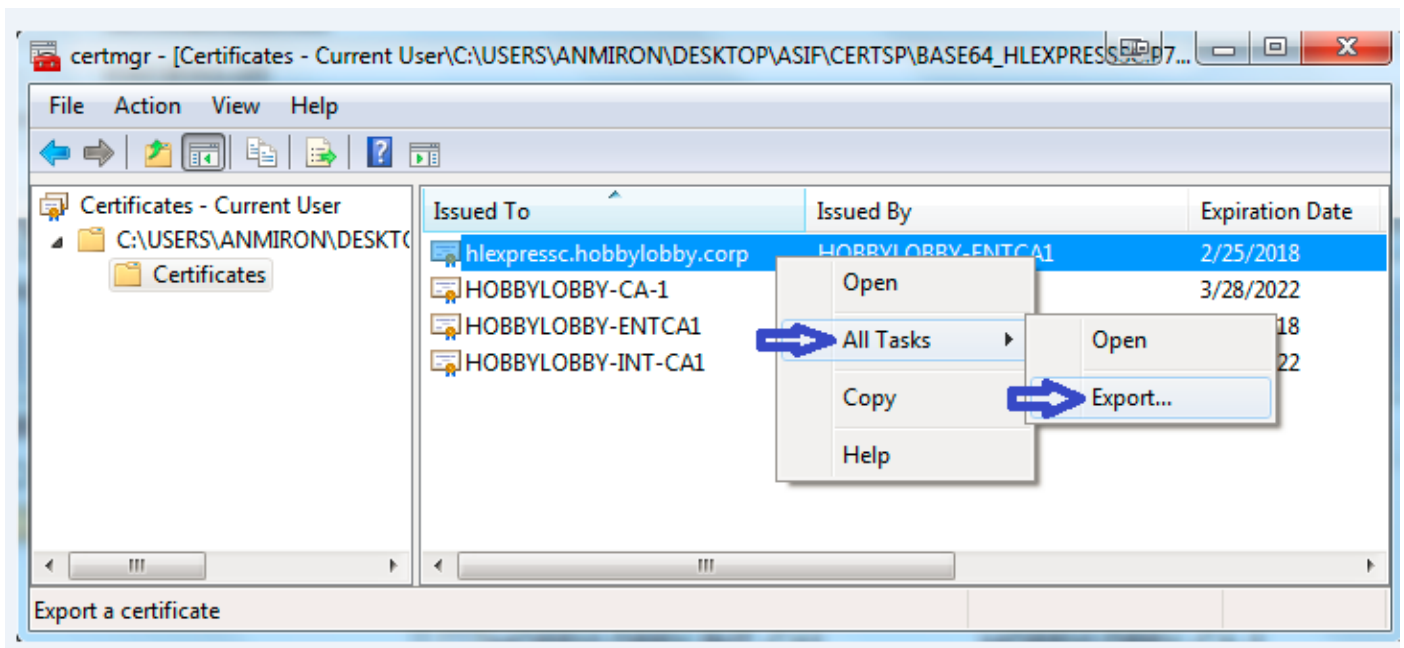 certmgr - [Certificates - Current User\C:\USERS\ANMIRON\DESKTOP\ASIF\CERTSP\BASE64_HLEXPRESSC.P7...
File Action View Help
Certificates - Current User
C:\USERS\ANMIRON\DESKT
Certificates
Issued To Issued By Expiration Date
hlexpressc.hobbylobby.corp HOBBYLOBBY-ENTCA1 2/25/2018
HOBBYLOBBY-CA-1 3/28/2022
HOBBYLOBBY-ENTCA1 18
HOBBYLOBBY-INT-CA1 22
Open
All Tasks
Copy
Help
Open
Export...
Export a certificate